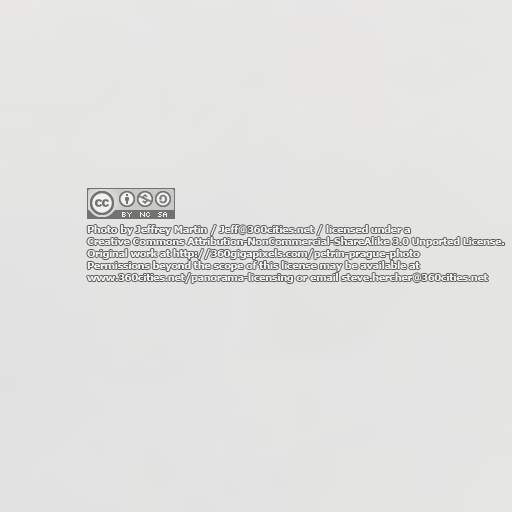 cc
BY NC SA
Photo by Jeffrey Martin / Jeff@360cities.net / licensed under a
Creative Commons Attribution-NonCommercial-ShareAlike 3.0 Unported License.
Original work at http://360gigapixels.com/petrin-prague-photo
Permissions beyond the scope of this license may be available at
www.360cities.net/panorama-licensing or email steve.hercher@360cities.net